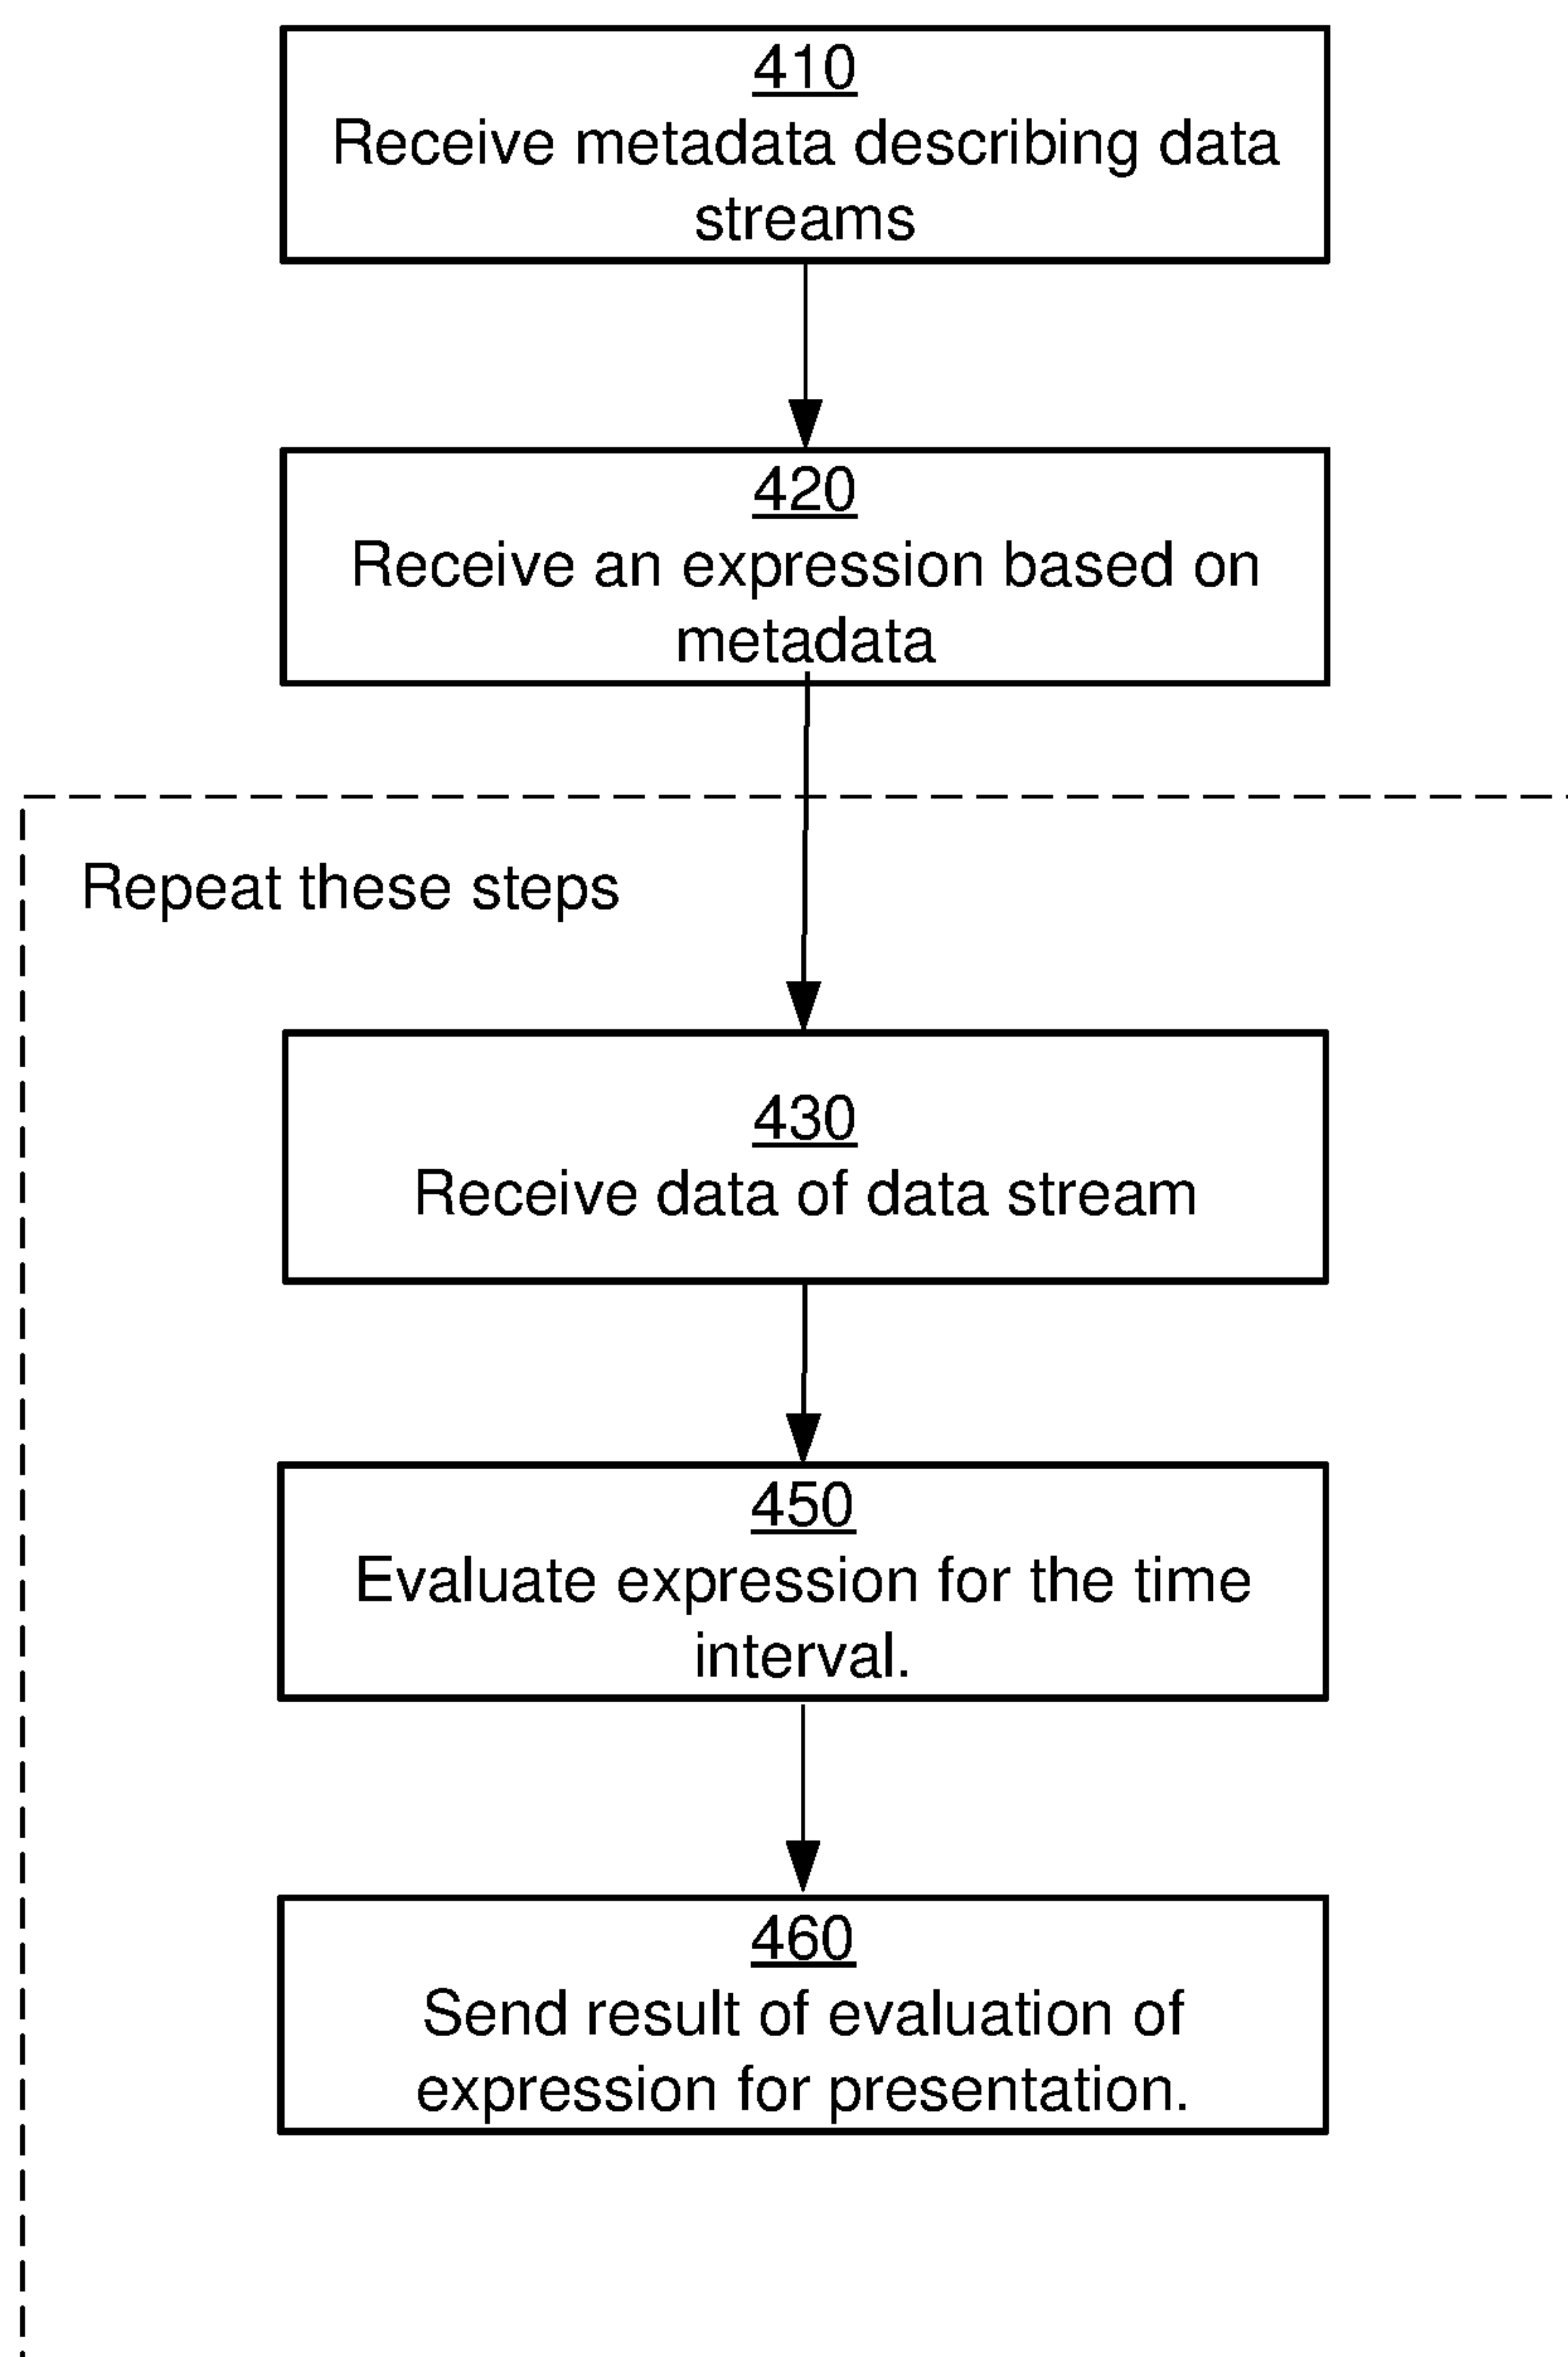 410
Receive metadata describing data
streams
420
Receive an expression based on
metadata
Repeat these steps
430
Receive data of data stream
450
Evaluate expression for the time
interval.
460
Send result of evaluation of
expression for presentation.